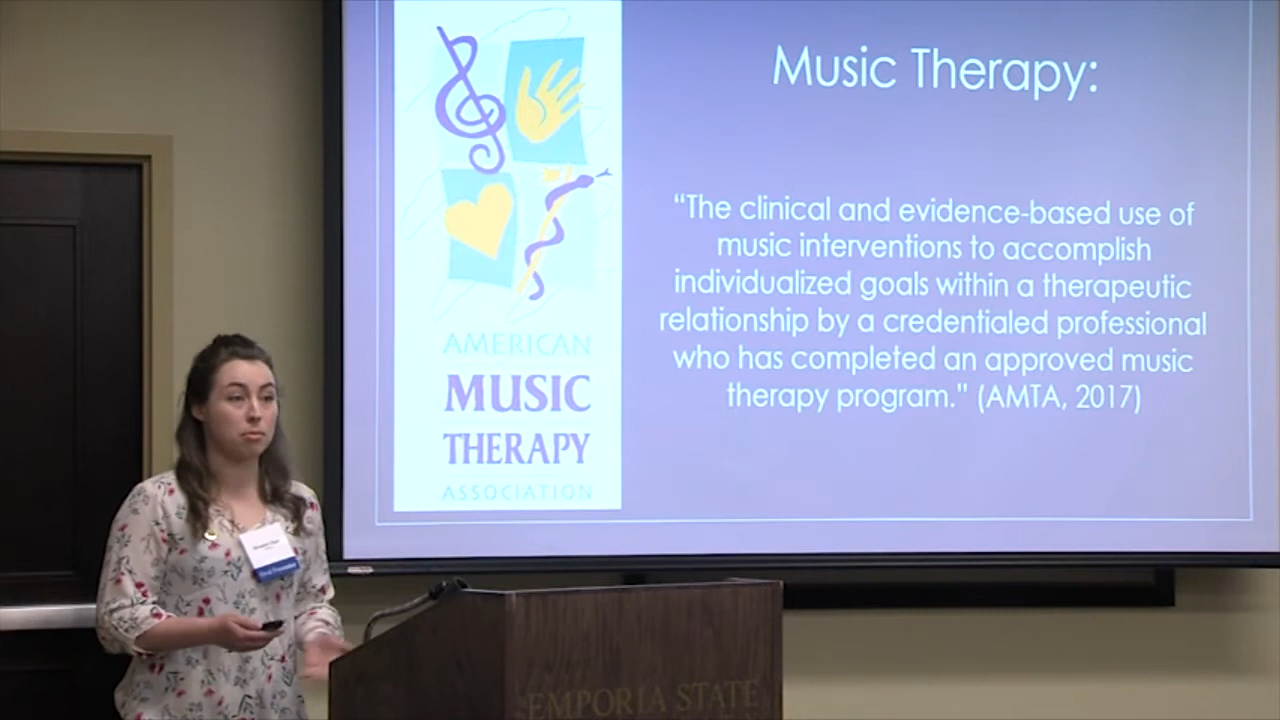 Music Therapy:
“The clinical and evidence-based use of
music interventions to accomplish
individualized goals within a therapeutic
relationship by a credentialed professional
who has completed an approved music
therapy program.” (AMTA, 2017)
AMERICAN
MUSIC
THERAPY
ASSOCIATION
EMPORIA STATE